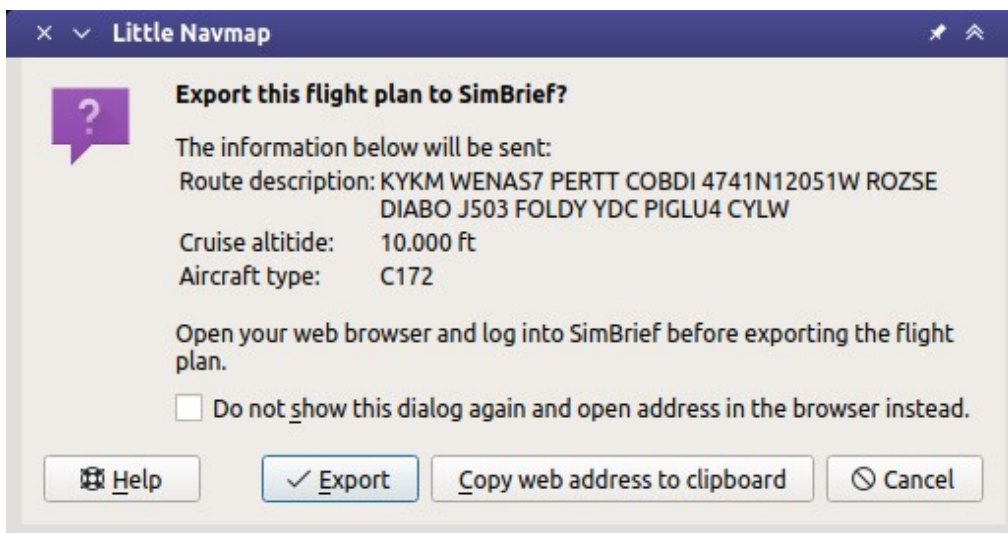 Little Navmap
Export this flight plan to SimBrief?
The information below will be sent:
Route description: KYKM WENAS7 PERTT COBDI 4741N12051W ROZSE
DIABO J503 FOLDY YDC PIGLU4 CYLW
Cruise altitide: 10.000 ft
Aircraft type: C172
Open your web browser and log into SimBrief before exporting the flight
plan.
Do not show this dialog again and open address in the browser instead.
Help Export Copy web address to clipboard Cancel